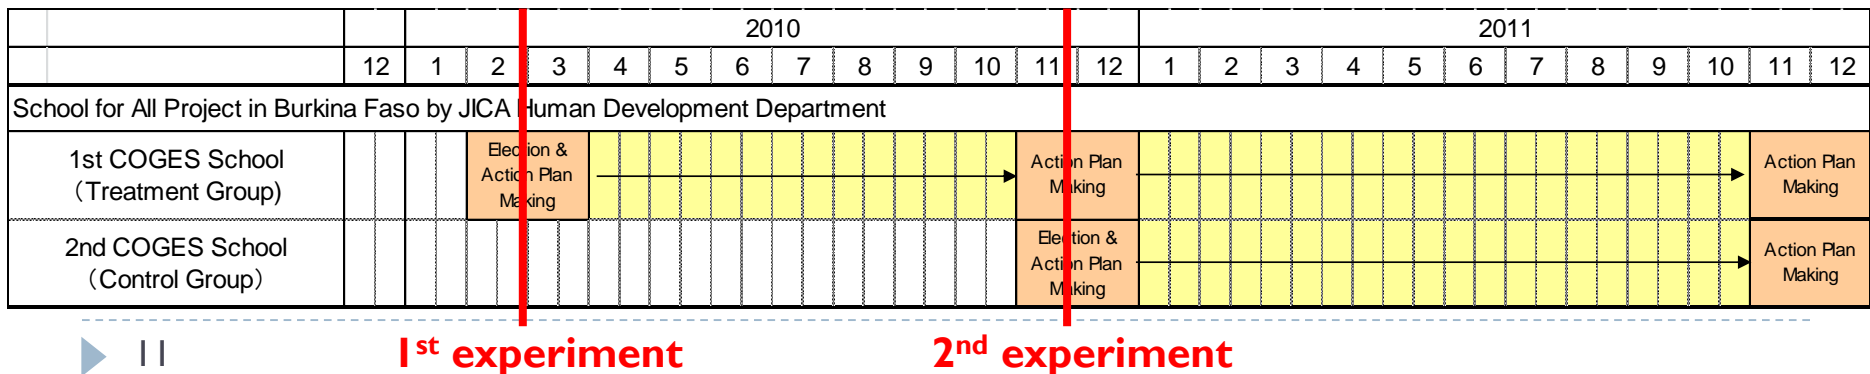 2010 2011
12 1 2 3 4 5 6 7 8 9 10 11 12 1 2 3 4 5 6 7 8 9 10 11 12
School for All Project in Burkina Faso by JICA Human Development Department
1st COGES School
（Treatment Group)
Election &
Action Plan
Making
Action Plan
Making
Action Plan
Making
2nd COGES School
（Control Group）
Election &
Action Plan
Making
Action Plan
Making
11
1st experiment
2nd experiment